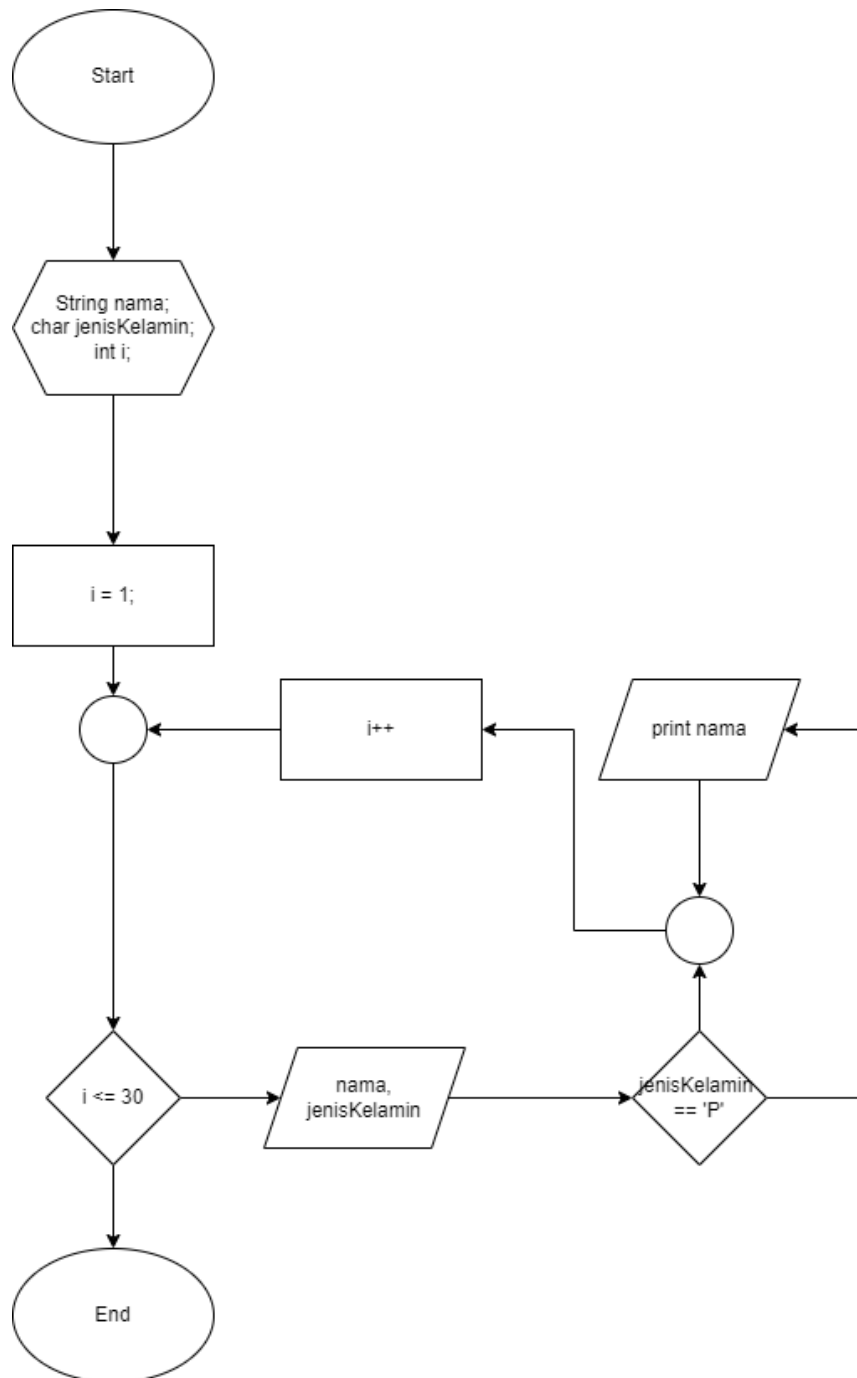 Start
String nama;
char jenisKelamin;
int i;
i = 1;
i++
print nama
i <= 30
nama,
jenisKelamin
jenisKelamin
== 'P'
End